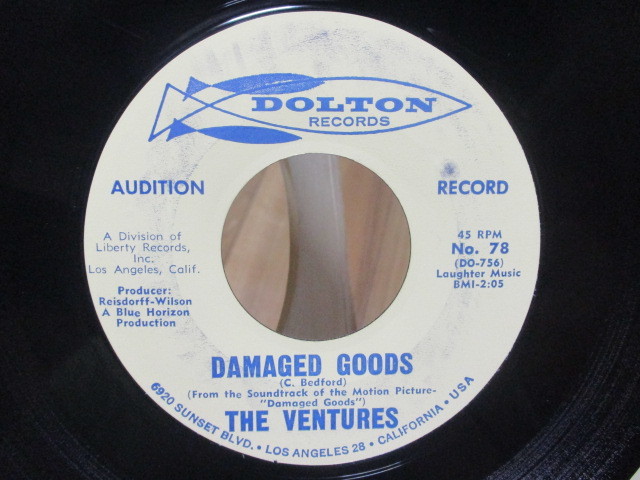 DOLTON
RECORDS
AUDITION RECORD
A Division of
Liberty Records,
Inc.
Los Angeles, Calif.
Producer:
Reisdorff-Wilson
A Blue Horizon
Production
45 RPM
No. 78
(DO-756)
Laughter Music
BMI-2:05
DAMAGED GOODS
(C. Bedford)
(From the Soundtrack of the Motion Picture-
"Damaged Goods")
THE VENTURES
6920 SUNSET BLVD. • LOS ANGELES 28 • CALIFORNIA • USA